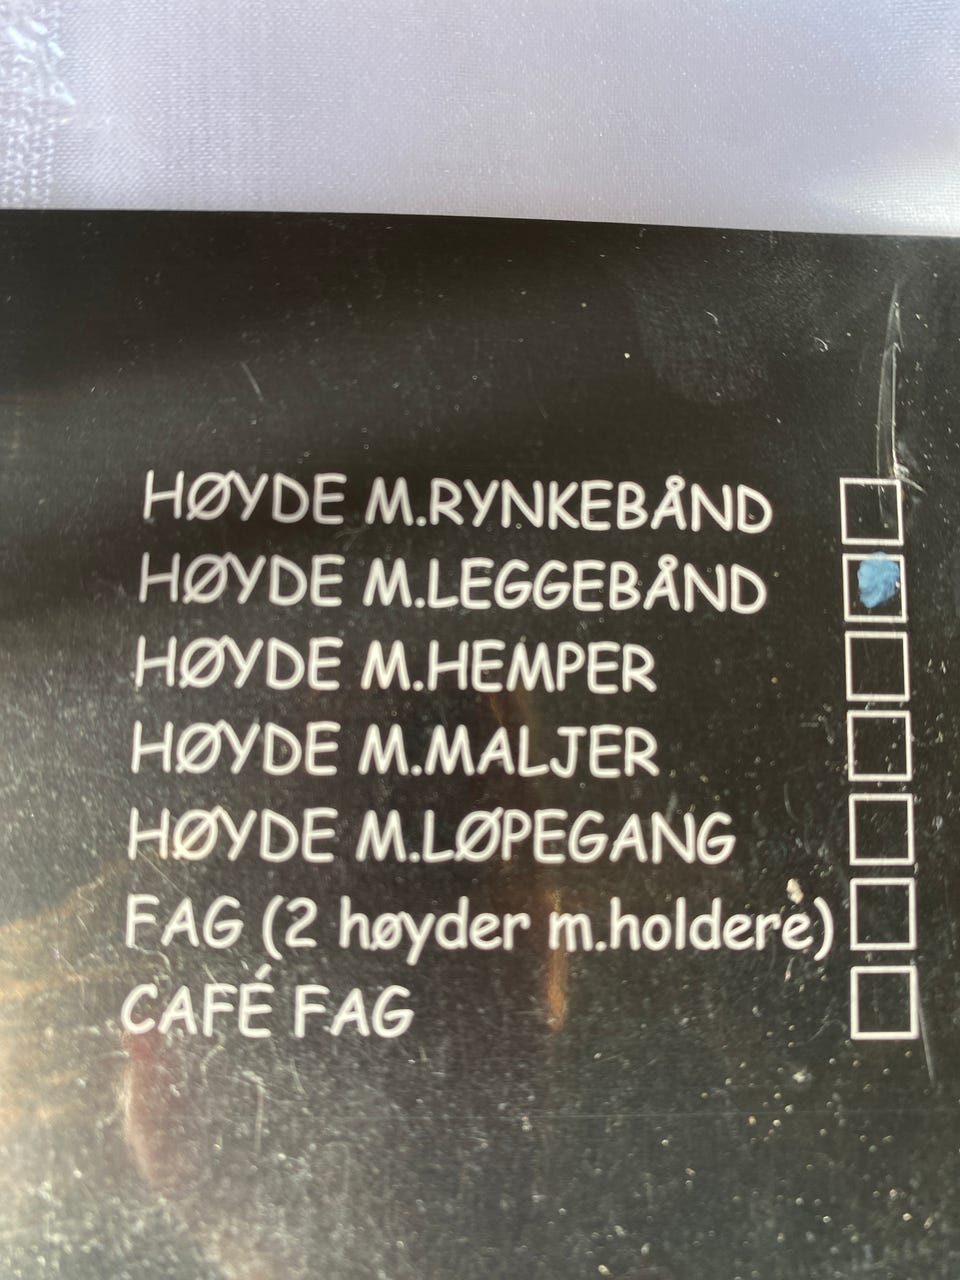 HØYDE M.RYNKEBÅND
HØYDE M.LEGGEBÅND
HØYDE M.HEMPER
HØYDE M.MALJER
HØYDE M.LØPEGANG
FAG (2 høyder m.holdere)
CAFÉ FAG